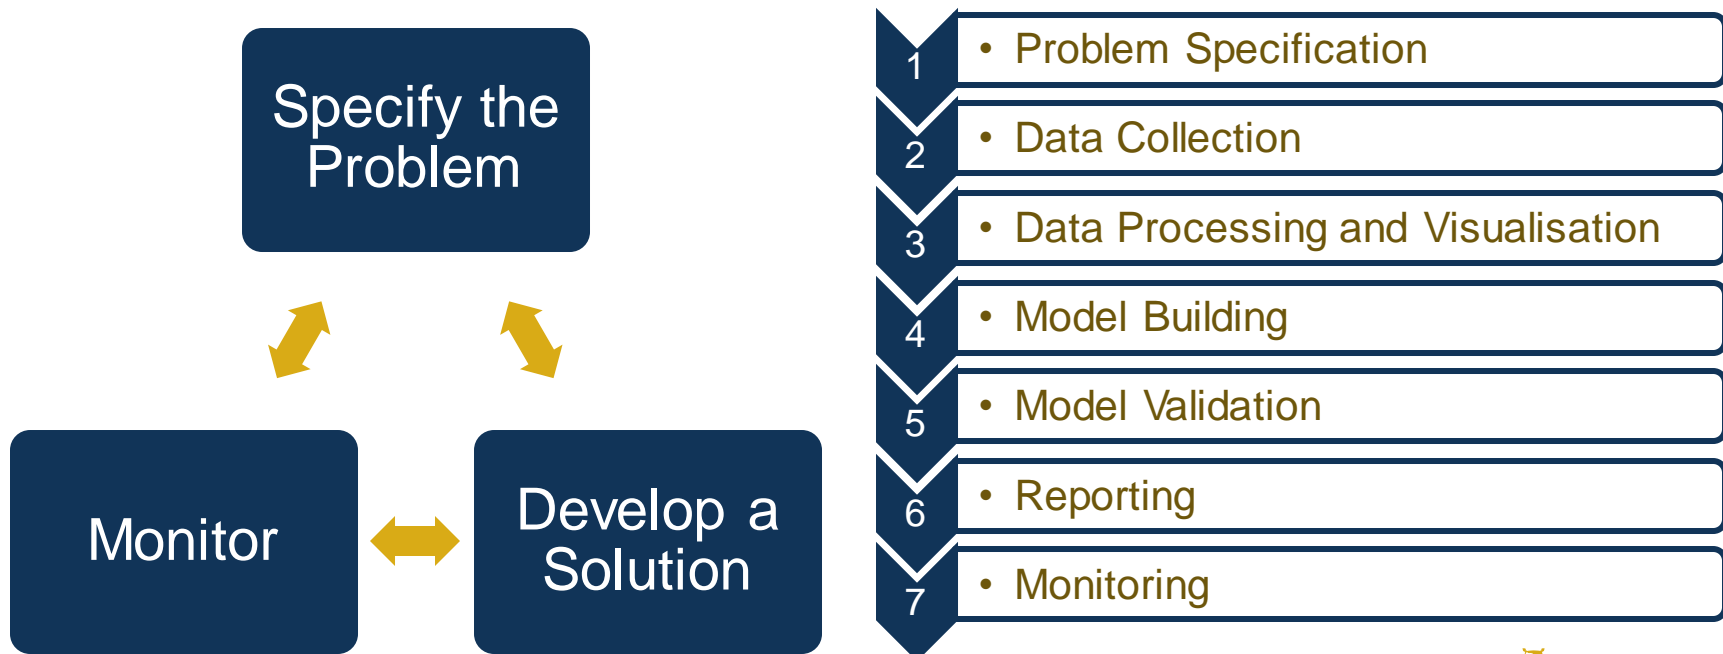 Specify the
Problem
Monitor
Develop a
Solution
1
• Problem Specification
2
• Data Collection
3
• Data Processing and Visualisation
4
• Model Building
5
• Model Validation
6
• Reporting
7
• Monitoring